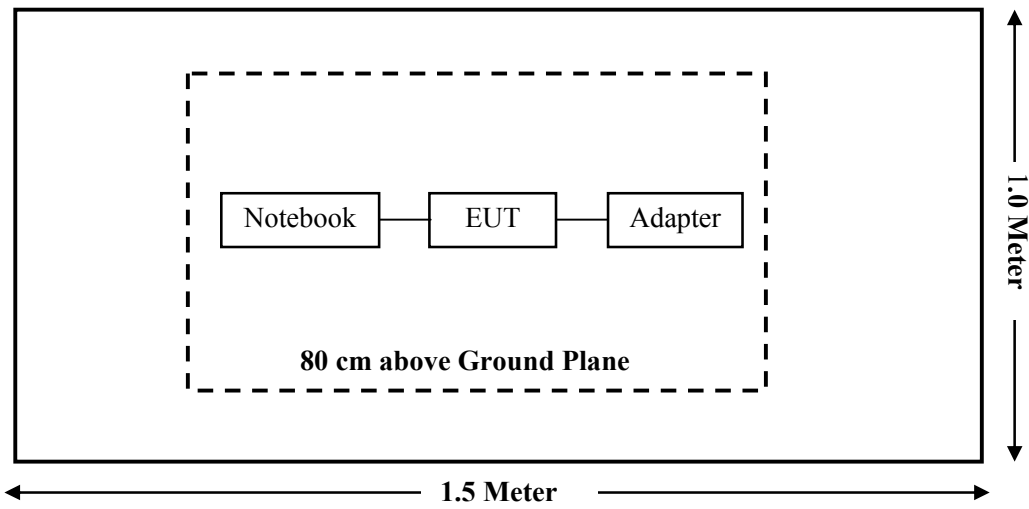 Notebook
EUT
Adapter
80 cm above Ground Plane
1.0 Meter
1.5 Meter